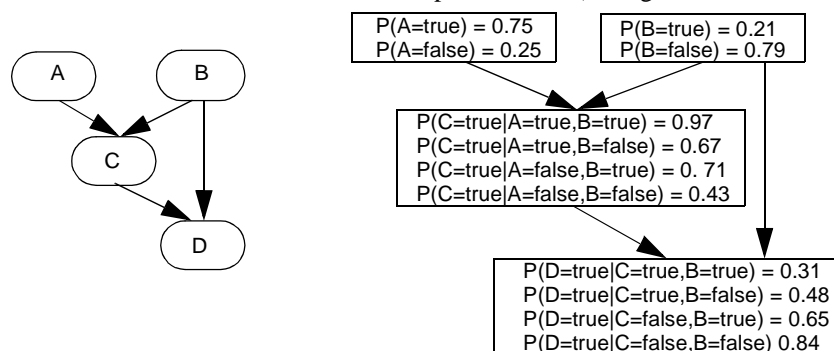 A
B
C
D
P(A=true) = 0.75
P(A=false) = 0.25
P(B=true) = 0.21
P(B=false) = 0.79
P(C=true|A=true,B=true) = 0.97
P(C=true|A=true,B=false) = 0.67
P(C=true|A=false,B=true) = 0. 71
P(C=true|A=false,B=false) = 0.43
P(D=true|C=true,B=true) = 0.31
P(D=true|C=true,B=false) = 0.48
P(D=true|C=false,B=true) = 0.65
P(D=true|C=false,B=false) 0.84